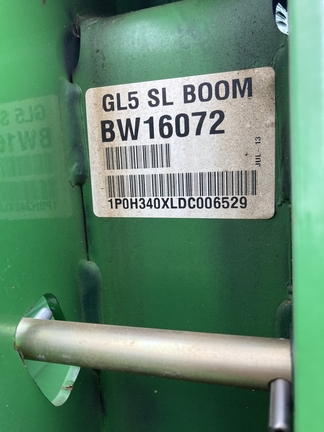 GL5 SL BOOM
BW16072
JUL - 13
1P0H340XLDC006529